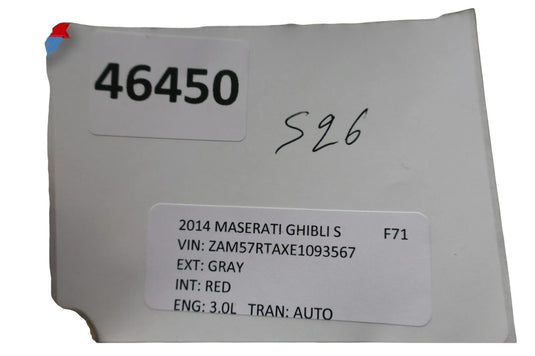 46450
S26
2014 MASERATI GHIBLI S F71
VIN: ZAM57RTAXE1093567
EXT: GRAY
INT: RED
ENG: 3.0L TRAN: AUTO